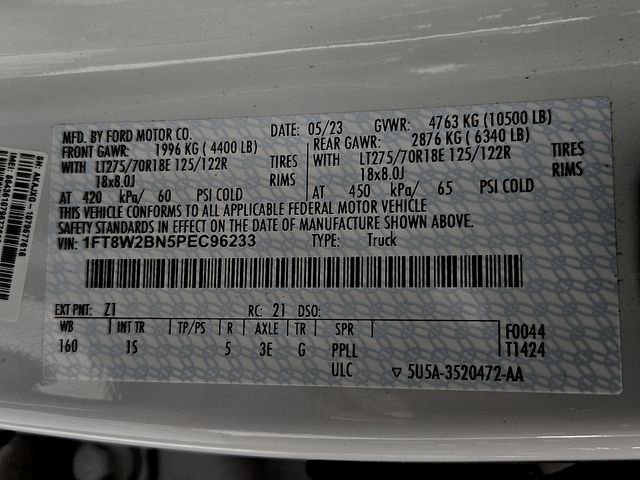 MFD. BY FORD MOTOR CO. DATE: 05/23 GVWR: 4763 KG (10500 LB)
FRONT GAWR: 1996 KG ( 4400 LB) REAR GAWR: 2876 KG ( 6340 LB)
WITH LT275/70R18E 125/122R TIRES WITH LT275/70R18E 125/122R TIRES
18x8.0J RIMS 18x8.0J RIMS
AT 420 kPa/ 60 PSI COLD AT 450 kPa/ 65 PSI COLD
THIS VEHICLE CONFORMS TO ALL APPLICABLE FEDERAL MOTOR VEHICLE
SAFETY STANDARDS IN EFFECT ON THE DATE OF MANUFACTURE SHOWN ABOVE.
VIN: 1FT8W2BN5PEC96233 TYPE: Truck
EXT PNT: Z1 RC: 21 DSO:
WB INT TR TP/PS R AXLE TR SPR F0044
160 1S 5 3E G PPLL T1424
ULC ▽ 5U5A-3520472-AA